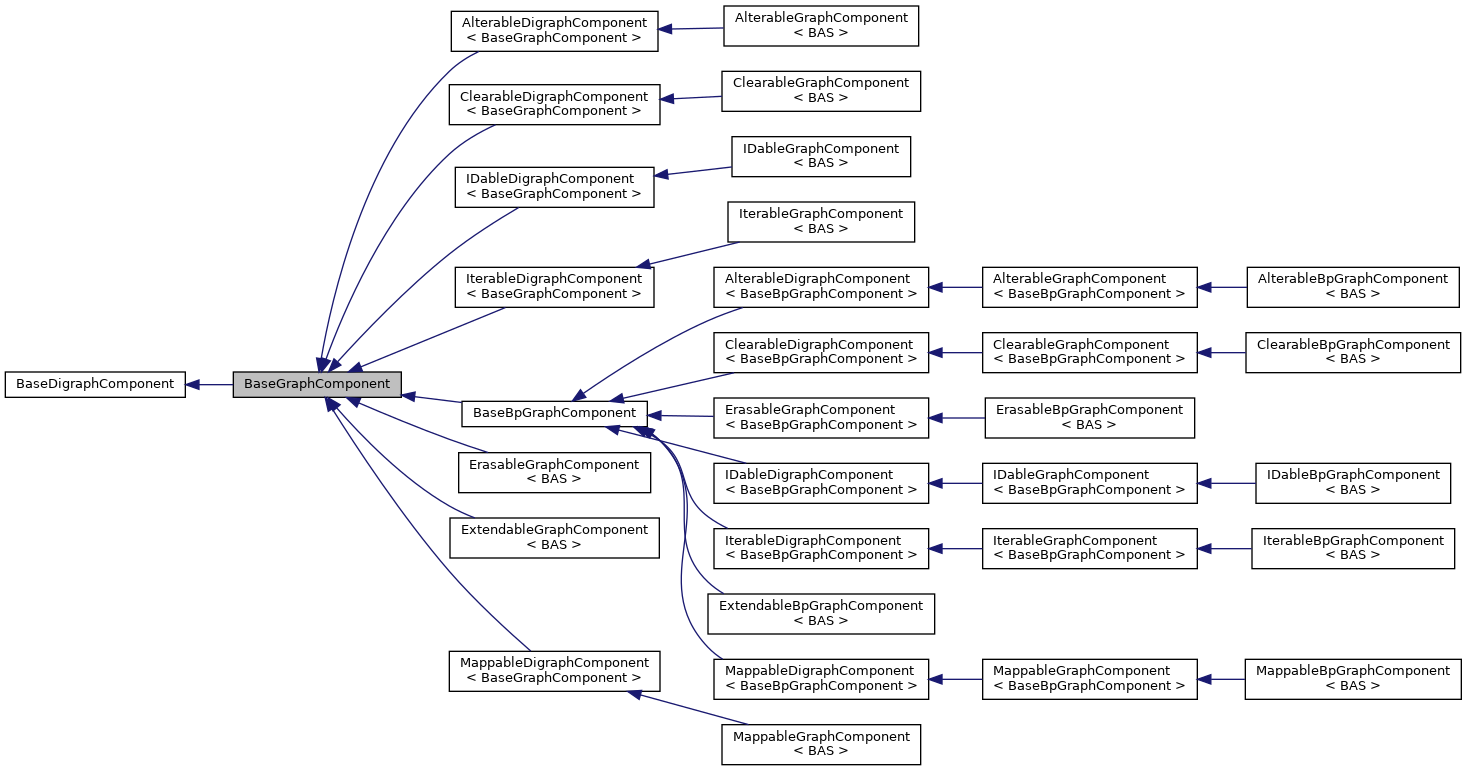 AlterableDigraphComponent
< BaseGraphComponent >
AlterableGraphComponent
< BAS >
ClearableDigraphComponent
< BaseGraphComponent >
ClearableGraphComponent
< BAS >
IDableDigraphComponent
< BaseGraphComponent >
IDableGraphComponent
< BAS >
IterableGraphComponent
< BAS >
IterableDigraphComponent
< BaseGraphComponent >
AlterableDigraphComponent
< BaseBpGraphComponent >
AlterableGraphComponent
< BaseBpGraphComponent >
AlterableBpGraphComponent
< BAS >
ClearableDigraphComponent
< BaseBpGraphComponent >
ClearableGraphComponent
< BaseBpGraphComponent >
ClearableBpGraphComponent
< BAS >
BaseDigraphComponent
BaseGraphComponent
BaseBpGraphComponent
ErasableGraphComponent
< BaseBpGraphComponent >
ErasableBpGraphComponent
< BAS >
ErasableGraphComponent
< BAS >
IDableDigraphComponent
< BaseBpGraphComponent >
IDableGraphComponent
< BaseBpGraphComponent >
IDableBpGraphComponent
< BAS >
ExtendableGraphComponent
< BAS >
IterableDigraphComponent
< BaseBpGraphComponent >
IterableGraphComponent
< BaseBpGraphComponent >
IterableBpGraphComponent
< BAS >
ExtendableBpGraphComponent
< BAS >
MappableDigraphComponent
< BaseGraphComponent >
MappableDigraphComponent
< BaseBpGraphComponent >
MappableGraphComponent
< BaseBpGraphComponent >
MappableBpGraphComponent
< BAS >
MappableGraphComponent
< BAS >